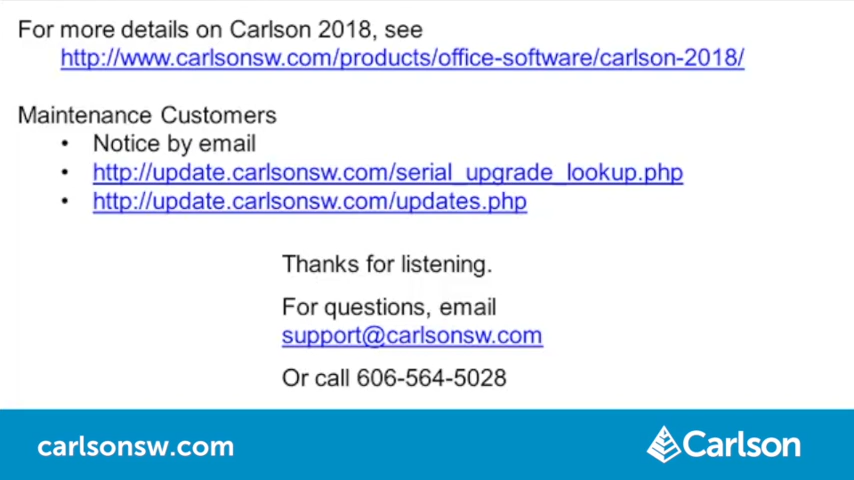 For more details on Carlson 2018, see
http://www.carlsonsw.com/products/office-software/carlson-2018/
Maintenance Customers
• Notice by email
• http://update.carlsonsw.com/serial_upgrade_lookup.php
• http://update.carlsonsw.com/updates.php
Thanks for listening.
For questions, email
support@carlsonsw.com
Or call 606-564-5028
carlsonsw.com
Carlson